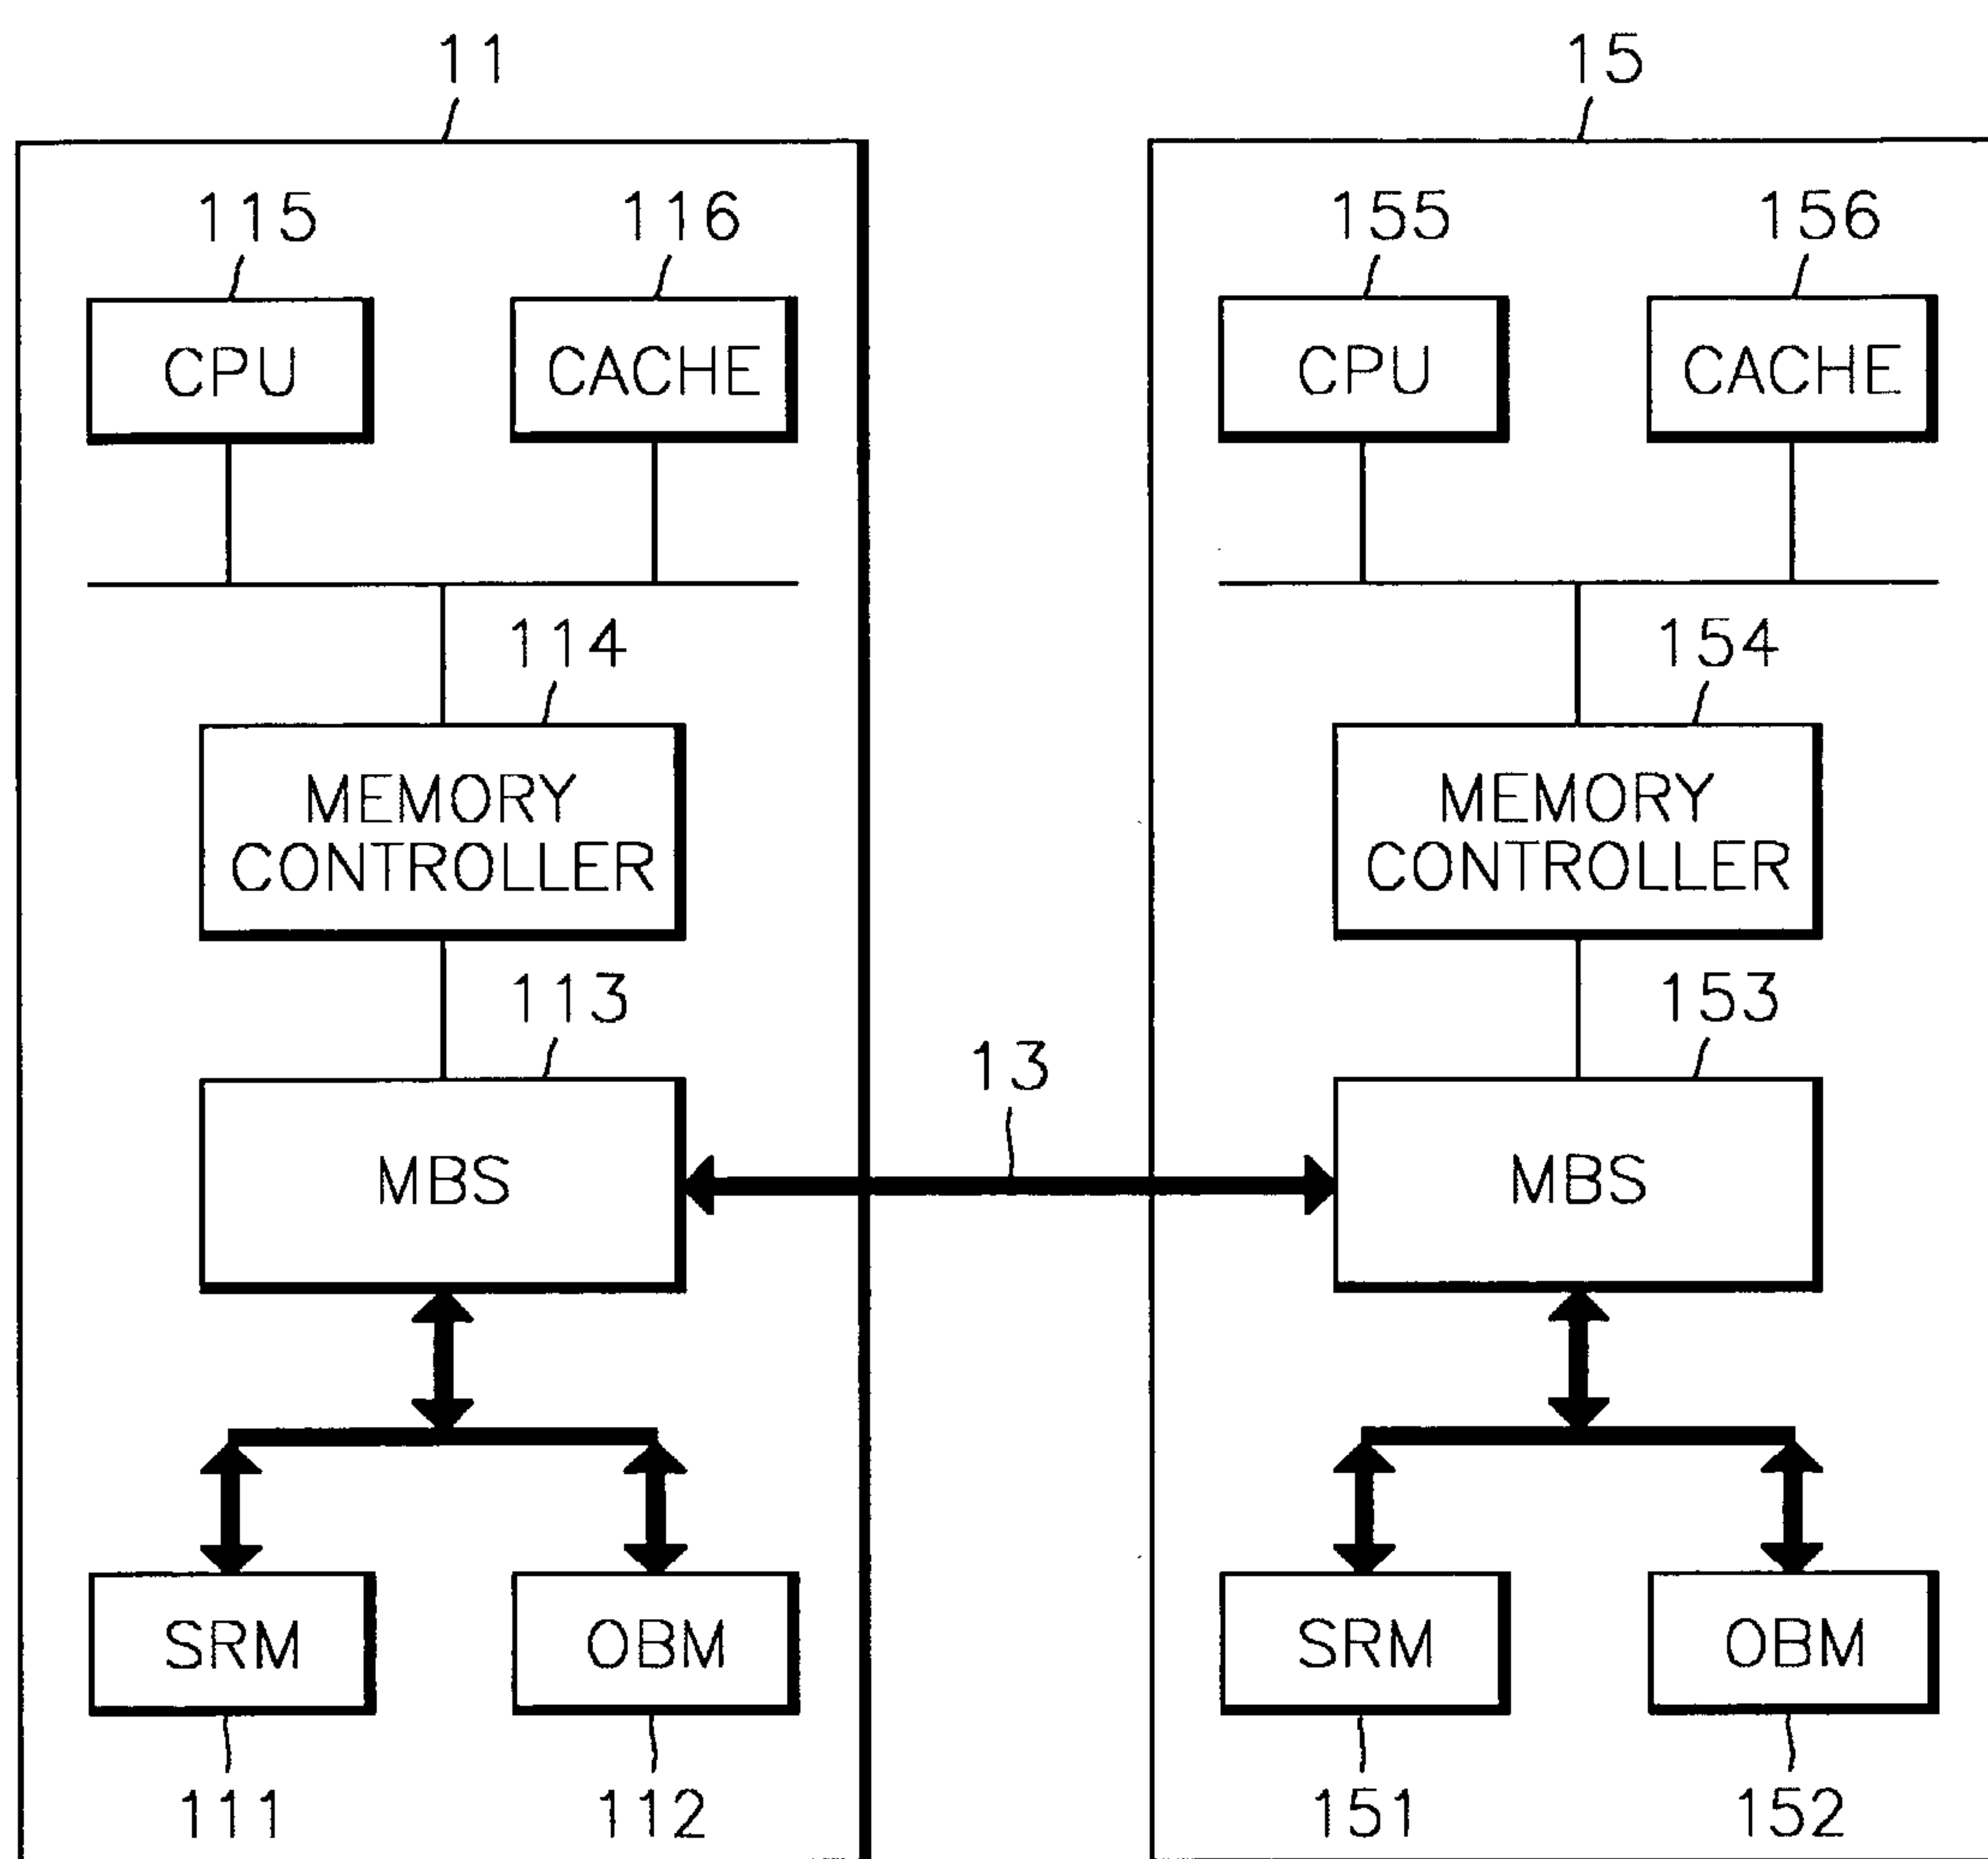 11
15
115
116
155
156
CPU
CACHE
CPU
CACHE
114
154
MEMORY
CONTROLLER
MEMORY
CONTROLLER
113
153
13
MBS
MBS
SRM
OBM
SRM
OBM
111
112
151
152